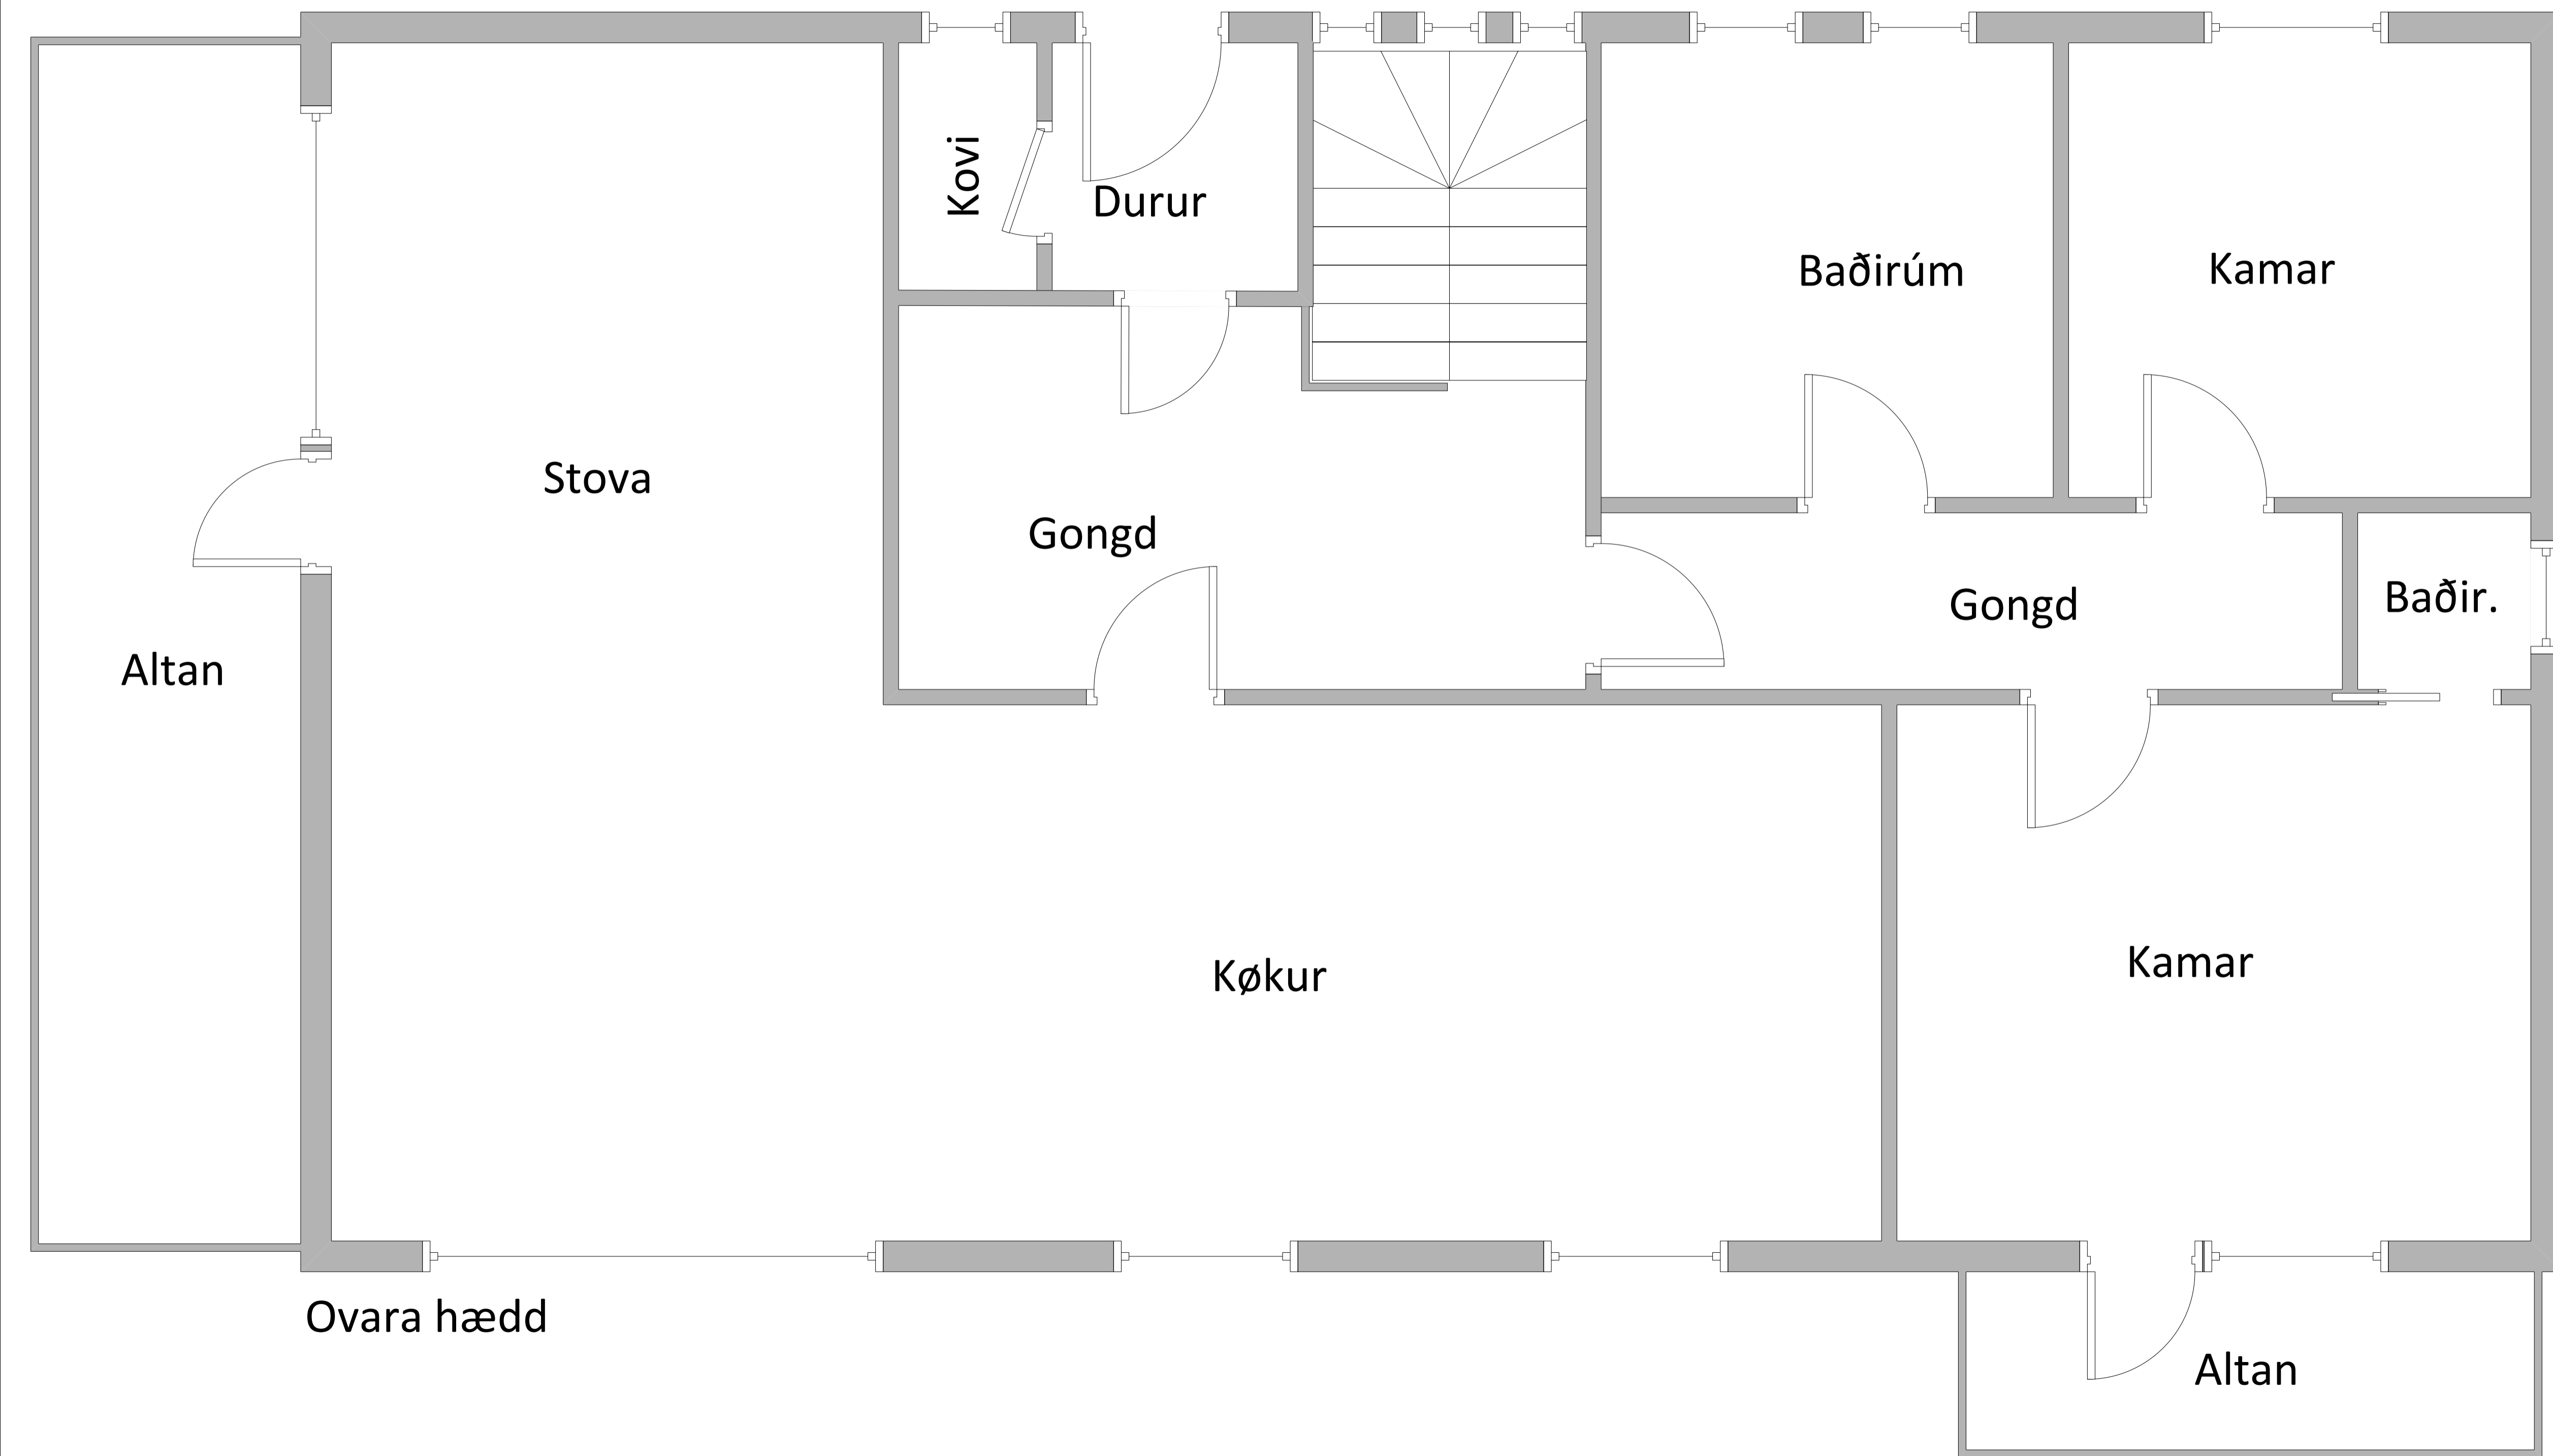 Kovi
Durur
Baðirúm
Kamar
Stova
Gongd
Gongd
Baðir.
Altan
Køkur
Kamar
Ovara hædd
Altan